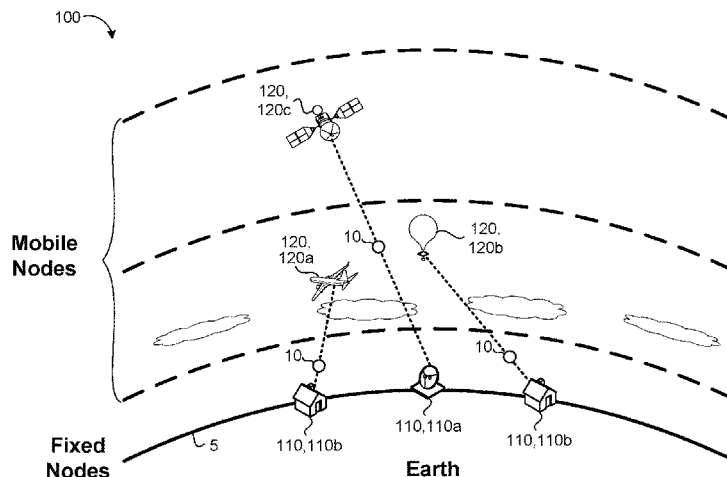 100
120,
120c
Mobile
Nodes
120,
120a
10
120,
120b
10
10
110,110b
110,110a
110,110b
Fixed
Nodes
5
Earth